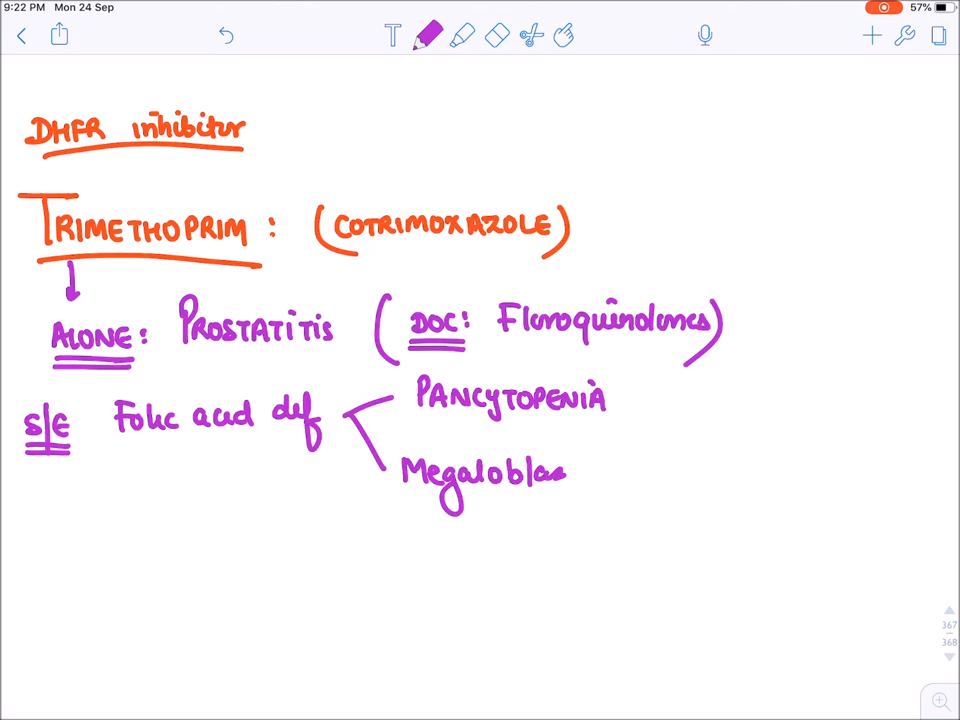 9:22 PM Mon 24 Sep 57%
T
DHFR inhibitor
TRIMETHOPRIM : (COTRIMOXAZOLE)
ALONE: PROSTATITIS (DOC: Fluroquinolones)
S/E Folic acid def PANCYTOPENIA
Megaloblas
367
368